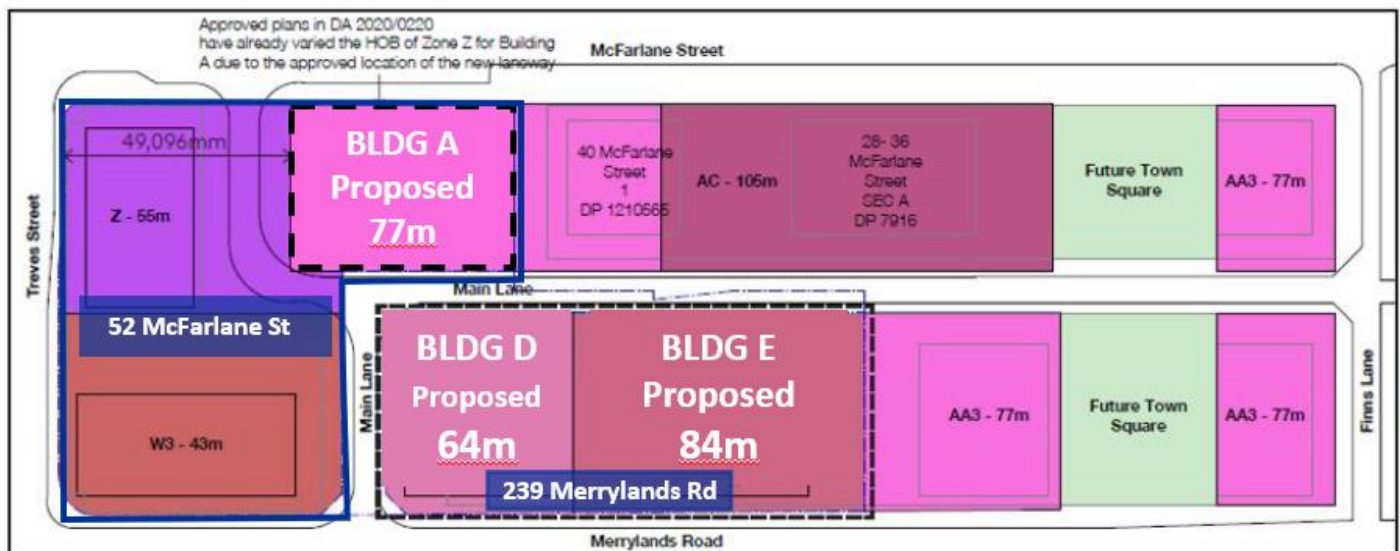 Approved plans in DA 2020/0220
have already varied the HOB of Zone Z for Building
A due to the approved location of the new laneway
McFarlane Street
49,096mm
BLDG A
Proposed
77m
40 McFarlane
Street
1
DP 1210565
AC - 105m
28- 36
McFarlane
Street
SEC A
DP 7916
Future Town
Square
AA3 - 77m
Z - 55m
Treves Street
Main Lane
52 McFarlane St
BLDG D
Proposed
64m
BLDG E
Proposed
84m
Main Lane
AA3 - 77m
Future Town
Square
AA3 - 77m
Finns Lane
W3 - 43m
239 Merrylands Rd
Merrylands Road